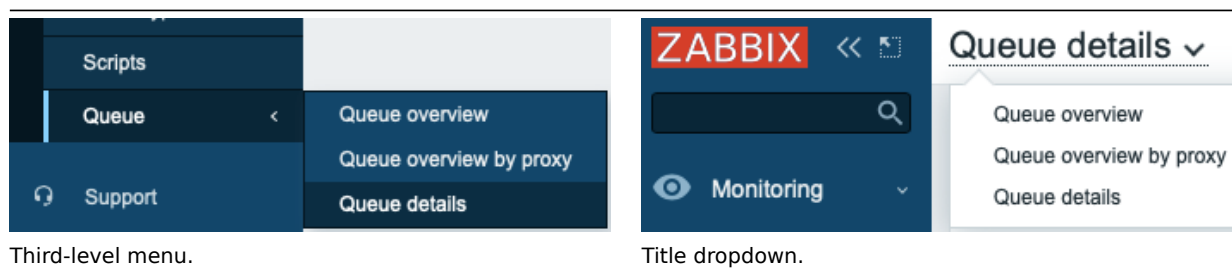 Scripts
Queue
Queue overview
Queue overview by proxy
Queue details
Support
Third-level menu.
ZABBIX
Queue details
Queue overview
Queue overview by proxy
Queue details
Monitoring
Title dropdown.